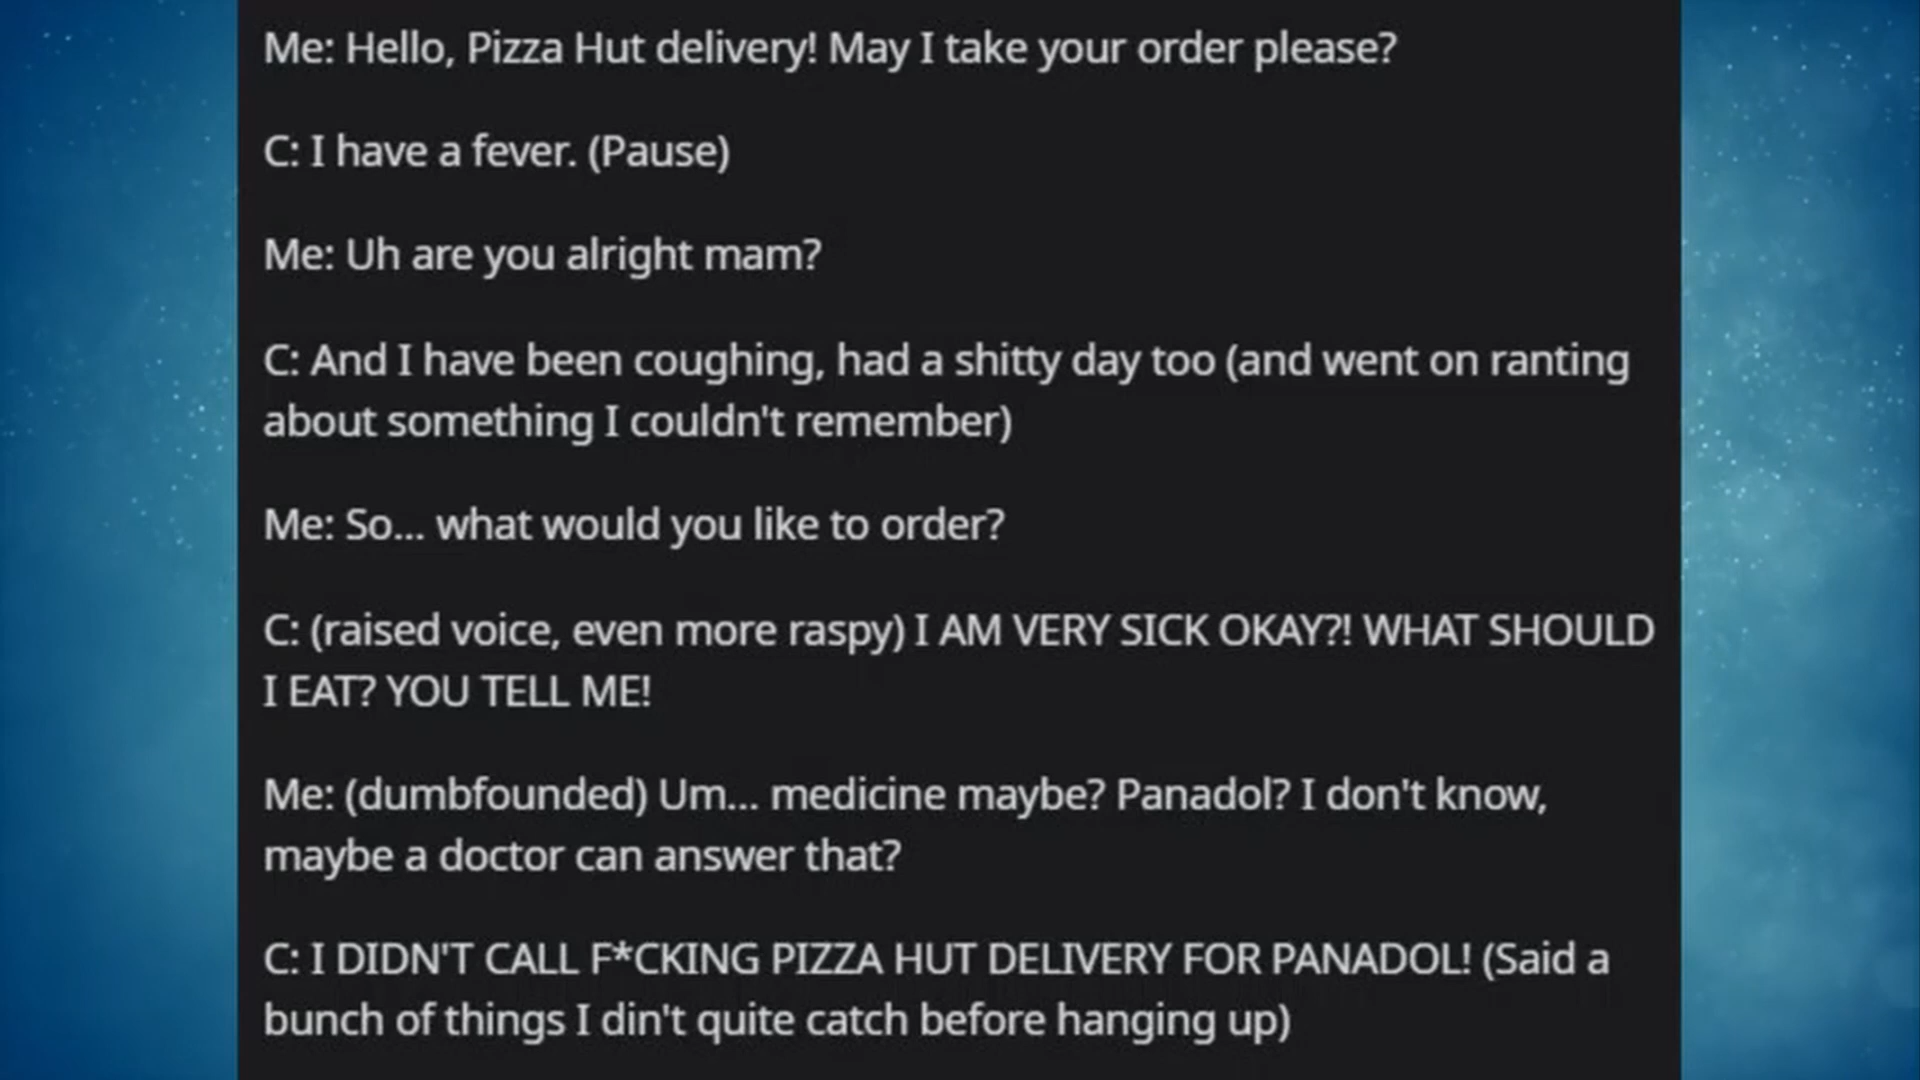 Me: Hello, Pizza Hut delivery! May I take your order please?
C: I have a fever. (Pause)
Me: Uh are you alright mam?
C: And I have been coughing, had a shitty day too (and went on ranting
about something I couldn't remember)
Me: So... what would you like to order?
C: (raised voice, even more raspy) I AM VERY SICK OKAY?! WHAT SHOULD
I EAT? YOU TELL ME!
Me: (dumbfounded) Um... medicine maybe? Panadol? I don't know,
maybe a doctor can answer that?
C: I DIDN'T CALL F*CKING PIZZA HUT DELIVERY FOR PANADOL! (Said a
bunch of things I din't quite catch before hanging up)